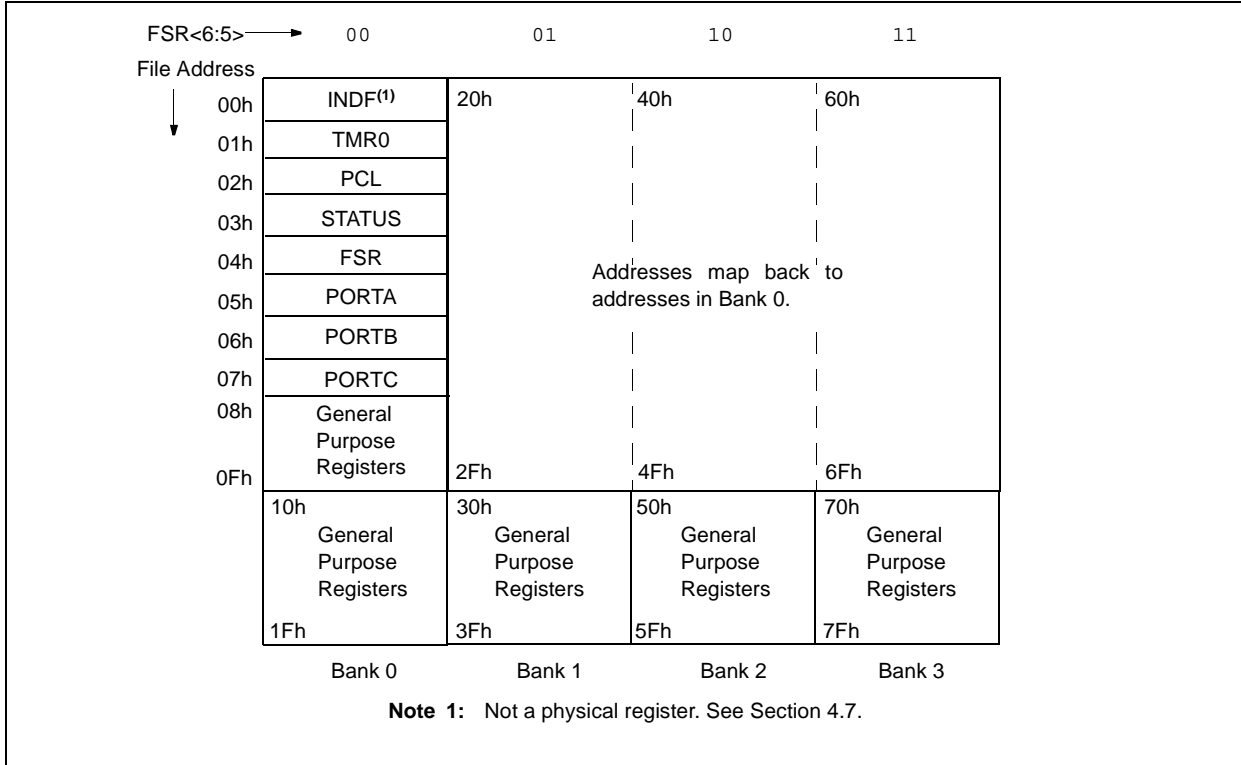 FSR<6:5> 00 01 10 11
File Address
00h INDF(1) 20h 40h 60h
01h TMR0
02h PCL
03h STATUS
04h FSR
Addresses map back to
05h PORTA
addresses in Bank 0.
06h PORTB
07h PORTC
08h General
Purpose
Registers
0Fh 2Fh 4Fh 6Fh
10h 30h 50h 70h
General General General General
Purpose Purpose Purpose Purpose
Registers Registers Registers Registers
1Fh 3Fh 5Fh 7Fh
Bank 0 Bank 1 Bank 2 Bank 3
Note 1: Not a physical register. See Section 4.7.